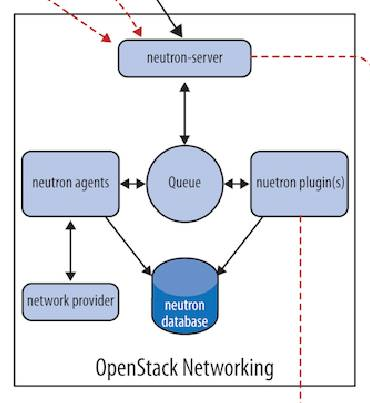 neutron-server
neutron agents
Queue
nuetron plugin(s)
network provider
neutron
database
OpenStack Networking